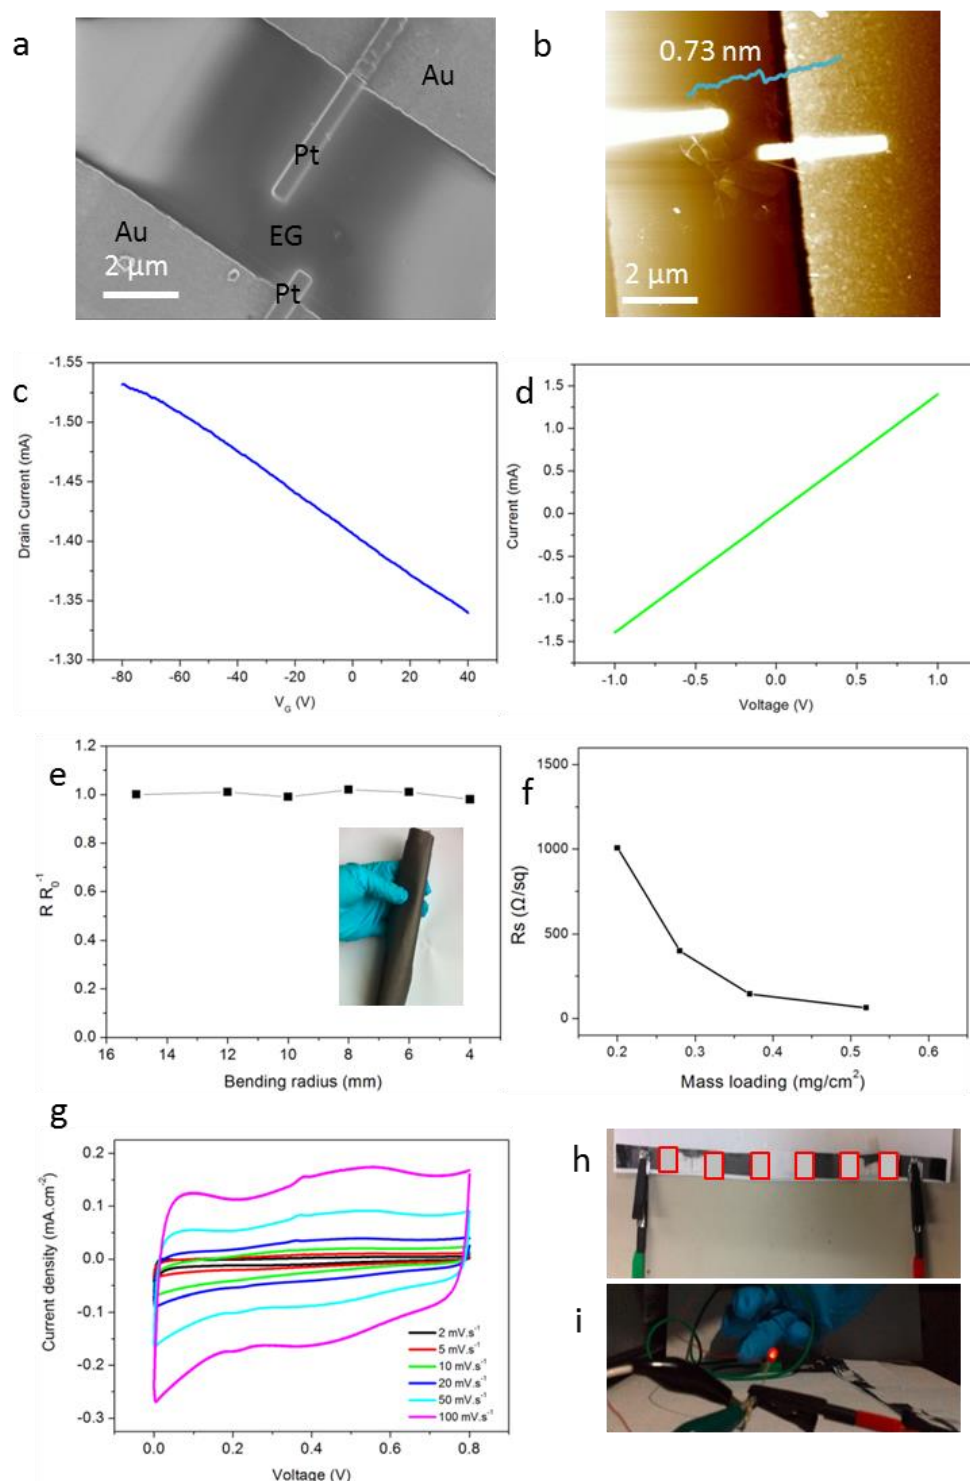 a
Au
Pt
EG
Au
2 µm
Pt
b
0.73 nm
2 µm
c
-1.55
-1.50
-1.45
-1.40
-1.35
-1.30
Drain Current (mA)
-80 -60 -40 -20 0 20 40
V_G (V)
d
1.5
1.0
0.5
0.0
-0.5
-1.0
-1.5
Current (mA)
-1.0 -0.5 0.0 0.5 1.0
Voltage (V)
e
1.2
1.0
0.8
0.6
0.4
0.2
0.0
R R₀⁻¹
16 14 12 10 8 6 4
Bending radius (mm)
f
1500
1000
500
0
Rs (Ω/sq)
0.2 0.3 0.4 0.5 0.6
Mass loading (mg/cm²)
g
0.2
0.1
0.0
-0.1
-0.2
-0.3
Current density (mA.cm⁻²)
2 mV.s⁻¹
5 mV.s⁻¹
10 mV.s⁻¹
20 mV.s⁻¹
50 mV.s⁻¹
100 mV.s⁻¹
0.0 0.2 0.4 0.6 0.8
Voltage (V)
h
i